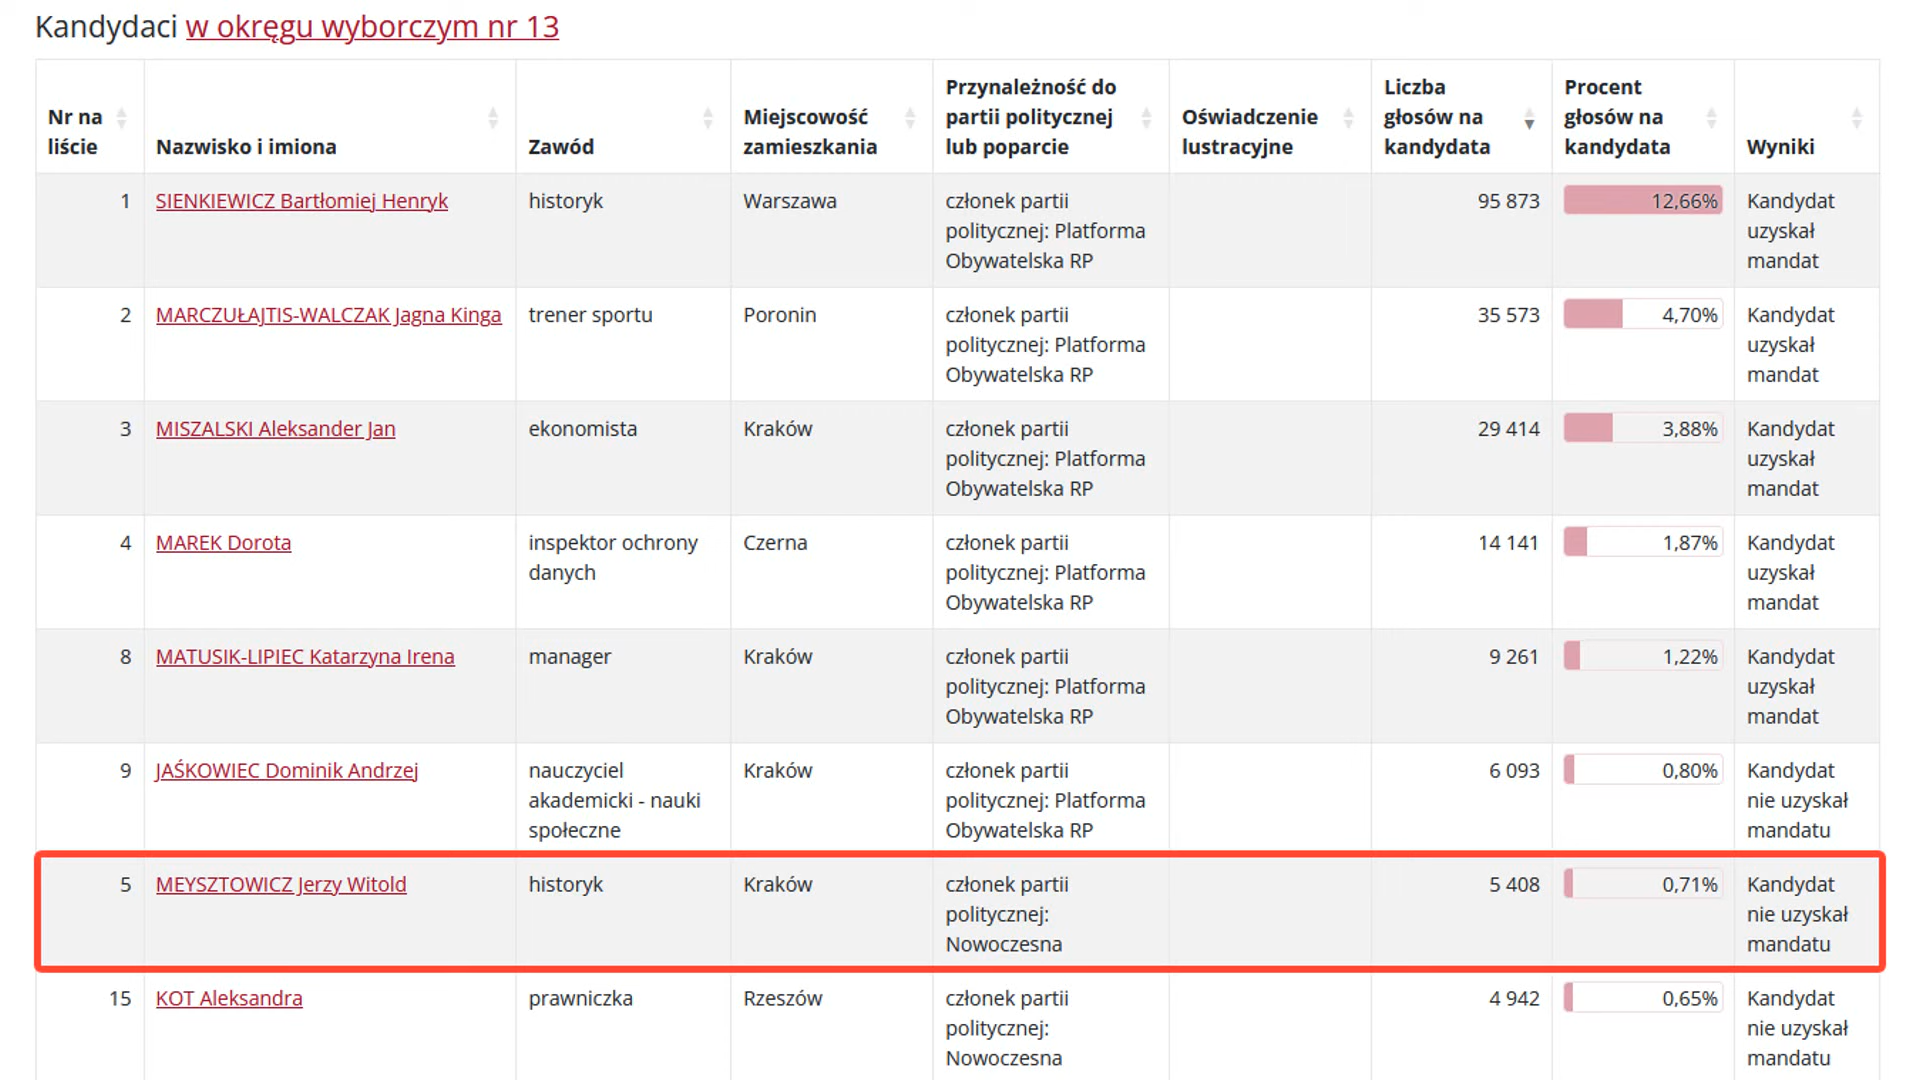 Kandydaci w okręgu wyborczym nr 13
Nr na liście | Nazwisko i imiona | Zawód | Miejscowość zamieszkania | Przynależność do partii politycznej lub poparcie | Oświadczenie lustracyjne | Liczba głosów na kandydata | Procent głosów na kandydata | Wyniki
1 | SIENKIEWICZ Bartłomiej Henryk | historyk | Warszawa | członek partii politycznej: Platforma Obywatelska RP | | 95 873 | 12,66% | Kandydat uzyskał mandat
2 | MARCZUŁAJTIS-WALCZAK Jagna Kinga | trener sportu | Poronin | członek partii politycznej: Platforma Obywatelska RP | | 35 573 | 4,70% | Kandydat uzyskał mandat
3 | MISZALSKI Aleksander Jan | ekonomista | Kraków | członek partii politycznej: Platforma Obywatelska RP | | 29 414 | 3,88% | Kandydat uzyskał mandat
4 | MAREK Dorota | inspektor ochrony danych | Czerna | członek partii politycznej: Platforma Obywatelska RP | | 14 141 | 1,87% | Kandydat uzyskał mandat
8 | MATUSIK-LIPIEC Katarzyna Irena | manager | Kraków | członek partii politycznej: Platforma Obywatelska RP | | 9 261 | 1,22% | Kandydat uzyskał mandat
9 | JAŚKOWIEC Dominik Andrzej | nauczyciel akademicki - nauki społeczne | Kraków | członek partii politycznej: Platforma Obywatelska RP | | 6 093 | 0,80% | Kandydat nie uzyskał mandatu
5 | MEYSZTOWICZ Jerzy Witold | historyk | Kraków | członek partii politycznej: Nowoczesna | | 5 408 | 0,71% | Kandydat nie uzyskał mandatu
15 | KOT Aleksandra | prawniczka | Rzeszów | członek partii politycznej: Nowoczesna | | 4 942 | 0,65% | Kandydat nie uzyskał mandatu